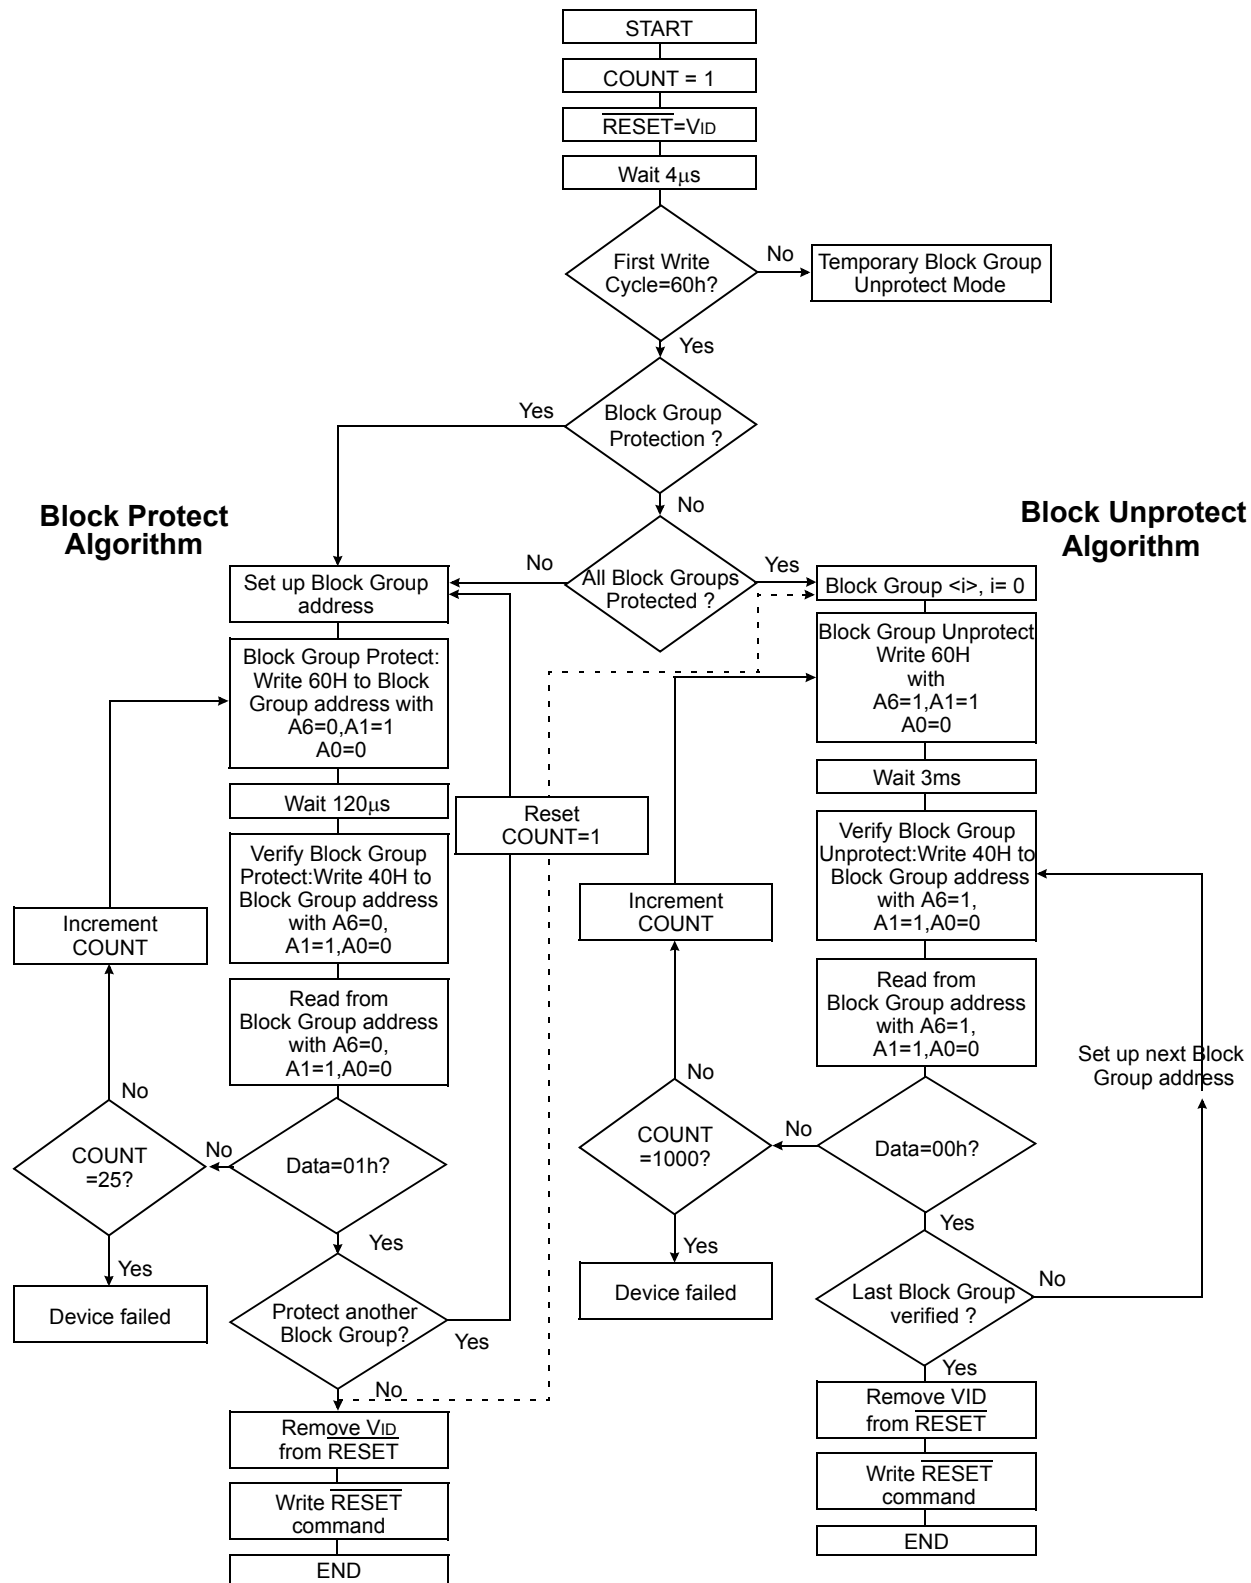 START
COUNT = 1
RESET=VID
Wait 4μs
First Write
Cycle=60h?
No
Temporary Block Group
Unprotect Mode
Yes
Block Group
Protection ?
Yes
No
Block Protect
Algorithm
Block Unprotect
Algorithm
All Block Groups
Protected ?
No
Yes
Set up Block Group
address
Block Group Protect:
Write 60H to Block
Group address with
A6=0,A1=1
A0=0
Wait 120μs
Verify Block Group
Protect:Write 40H to
Block Group address
with A6=0,
A1=1,A0=0
Reset
COUNT=1
Increment
COUNT
Read from
Block Group address
with A6=0,
A1=1,A0=0
No
COUNT
=25?
No
Data=01h?
Yes
Yes
Device failed
Protect another
Block Group?
Yes
No
Remove VID
from RESET
Write RESET
command
END
Block Group <i>, i= 0
Block Group Unprotect
Write 60H
with
A6=1,A1=1
A0=0
Wait 3ms
Verify Block Group
Unprotect:Write 40H to
Block Group address
with A6=1,
A1=1,A0=0
Increment
COUNT
Read from
Block Group address
with A6=1,
A1=1,A0=0
Set up next Block
Group address
No
COUNT
=1000?
No
Data=00h?
Yes
Yes
Device failed
Last Block Group
verified ?
No
Yes
Remove VID
from RESET
Write RESET
command
END